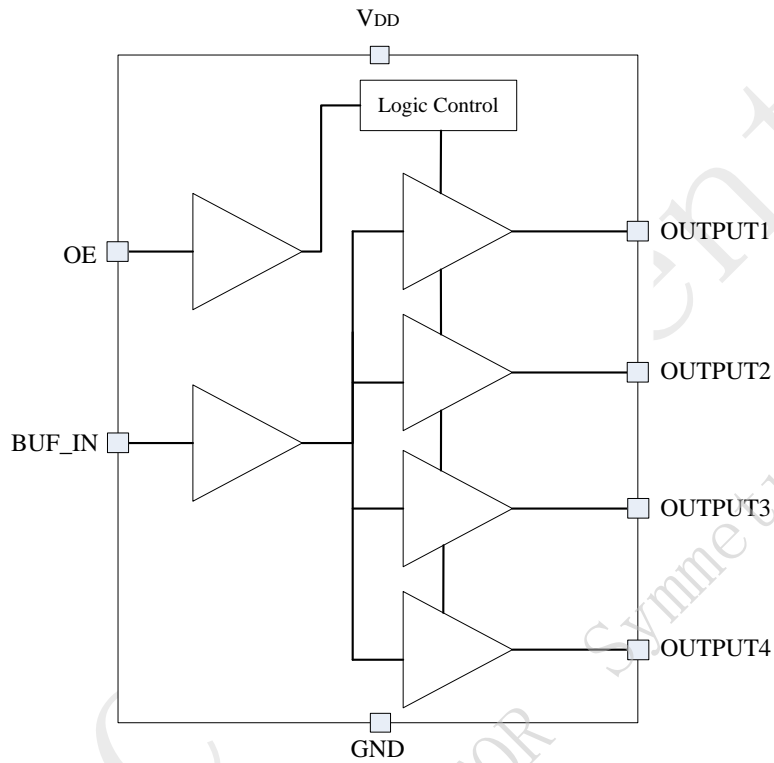 VDD
Logic Control
OE
OUTPUT1
OUTPUT2
BUF_IN
OUTPUT3
OUTPUT4
GND